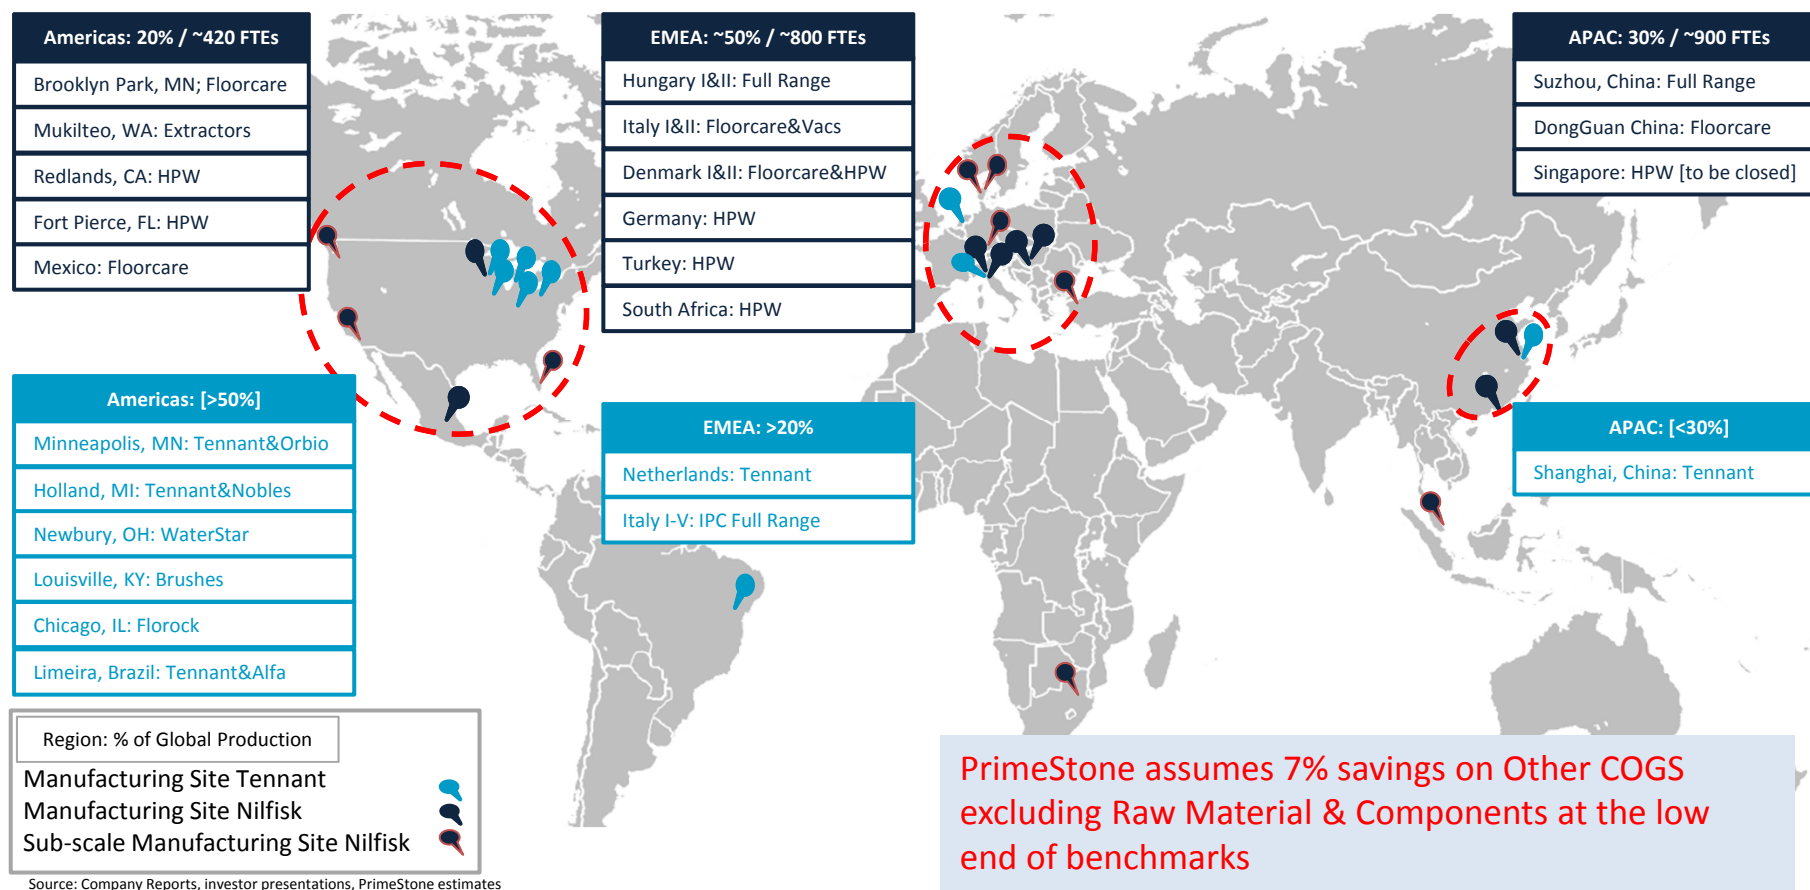 Americas: 20% / ~420 FTEs
Brooklyn Park, MN; Floorcare
Mukilteo, WA: Extractors
Redlands, CA: HPW
Fort Pierce, FL: HPW
Mexico: Floorcare
EMEA: ~50% / ~800 FTEs
Hungary I&II: Full Range
Italy I&II: Floorcare&Vacs
Denmark I&II: Floorcare&HPW
Germany: HPW
Turkey: HPW
South Africa: HPW
APAC: 30% / ~900 FTEs
Suzhou, China: Full Range
DongGuan China: Floorcare
Singapore: HPW [to be closed]
Americas: [>50%]
Minneapolis, MN: Tennant&Orbio
Holland, MI: Tennant&Nobles
Newbury, OH: WaterStar
Louisville, KY: Brushes
Chicago, IL: Florock
Limeira, Brazil: Tennant&Alfa
EMEA: >20%
Netherlands: Tennant
Italy I-V: IPC Full Range
APAC: [<30%]
Shanghai, China: Tennant
Region: % of Global Production
Manufacturing Site Tennant
Manufacturing Site Nilfisk
Sub-scale Manufacturing Site Nilfisk
PrimeStone assumes 7% savings on Other COGS
excluding Raw Material & Components at the low
end of benchmarks
Source: Company Reports, investor presentations, PrimeStone estimates